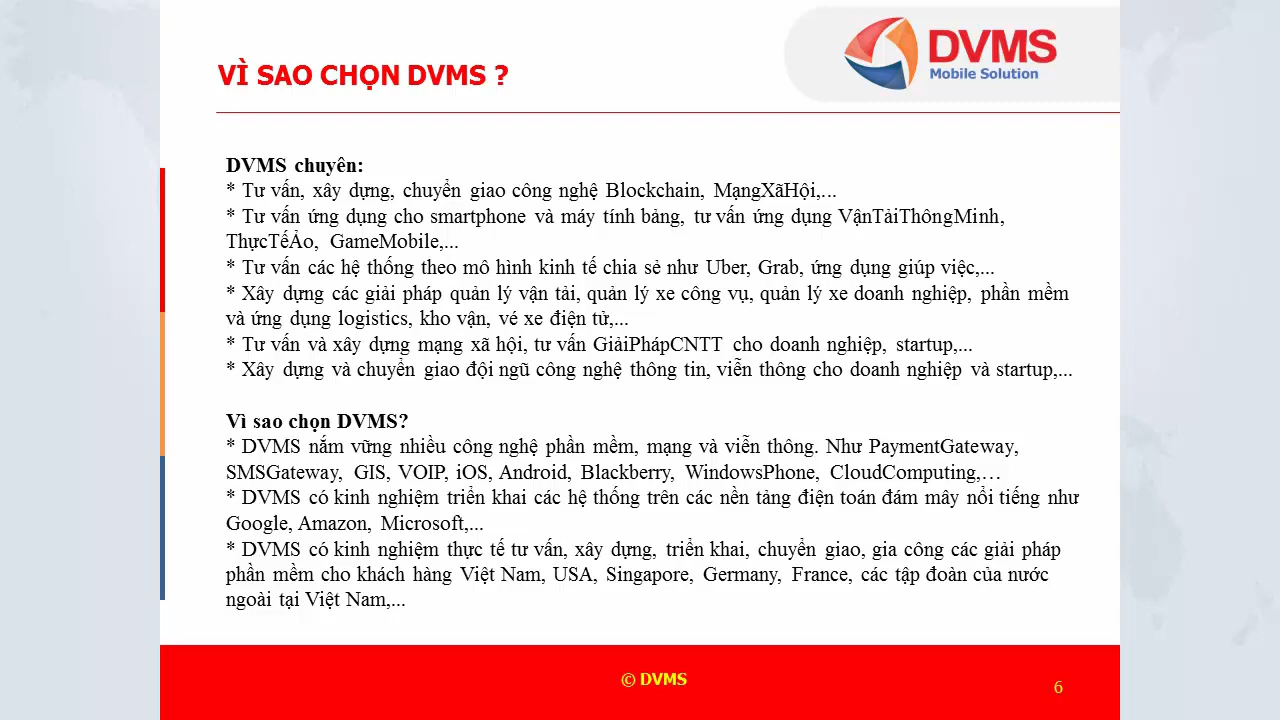 DVMS
Mobile Solution
VÌ SAO CHỌN DVMS ?
DVMS chuyên:
* Tư vấn, xây dựng, chuyển giao công nghệ Blockchain, MạngXãHội,...
* Tư vấn ứng dụng cho smartphone và máy tính bảng, tư vấn ứng dụng VậnTảiThôngMinh,
ThựcTếẢo, GameMobile,...
* Tư vấn các hệ thống theo mô hình kinh tế chia sẻ như Uber, Grab, ứng dụng giúp việc,...
* Xây dựng các giải pháp quản lý vận tải, quản lý xe công vụ, quản lý xe doanh nghiệp, phần mềm
và ứng dụng logistics, kho vận, vé xe điện tử,...
* Tư vấn và xây dựng mạng xã hội, tư vấn GiảiPhápCNTT cho doanh nghiệp, startup,...
* Xây dựng và chuyển giao đội ngũ công nghệ thông tin, viễn thông cho doanh nghiệp và startup,...
Vì sao chọn DVMS?
* DVMS nắm vững nhiều công nghệ phần mềm, mạng và viễn thông. Như PaymentGateway,
SMSGateway, GIS, VOIP, iOS, Android, Blackberry, WindowsPhone, CloudComputing,…
* DVMS có kinh nghiệm triển khai các hệ thống trên các nền tảng điện toán đám mây nổi tiếng như
Google, Amazon, Microsoft,...
* DVMS có kinh nghiệm thực tế tư vấn, xây dựng, triển khai, chuyển giao, gia công các giải pháp
phần mềm cho khách hàng Việt Nam, USA, Singapore, Germany, France, các tập đoàn của nước
ngoài tại Việt Nam,...
© DVMS
6